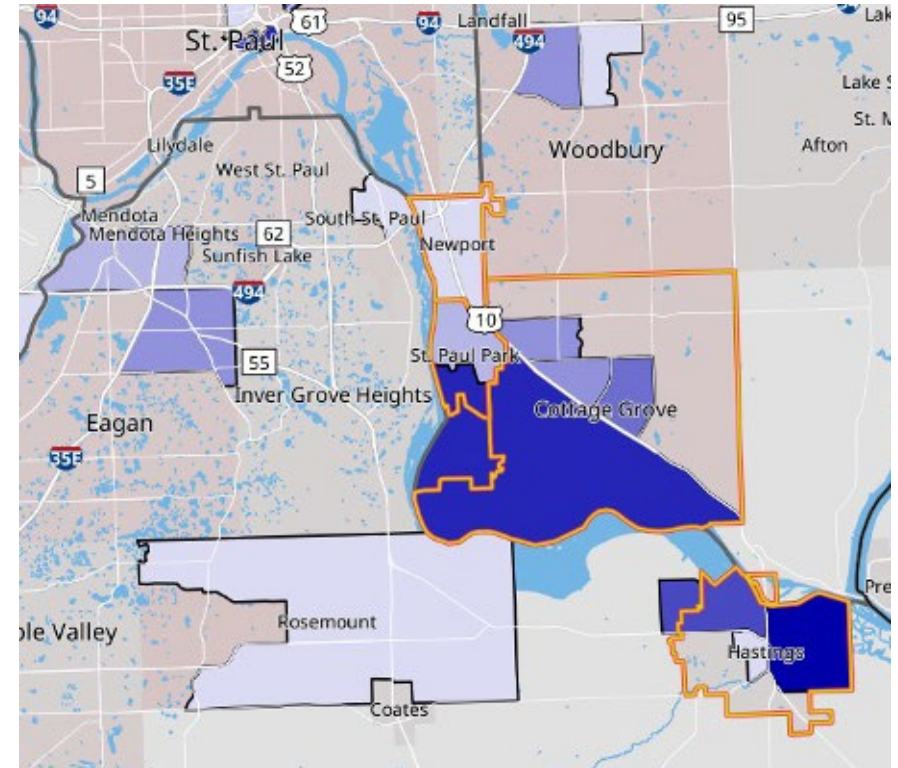 94
61
94
Landfall
95
St. Paul
494
52
35E
Lake
St. M
Lilydale
Woodbury
Afton
West St. Paul
5
Mendota
South St. Paul
Mendota Heights
62
Newport
Sunfish Lake
494
10
St. Paul Park
55
Inver Grove Heights
Cottage Grove
Eagan
35E
Pre
Rosemount
ple Valley
Hastings
Coates